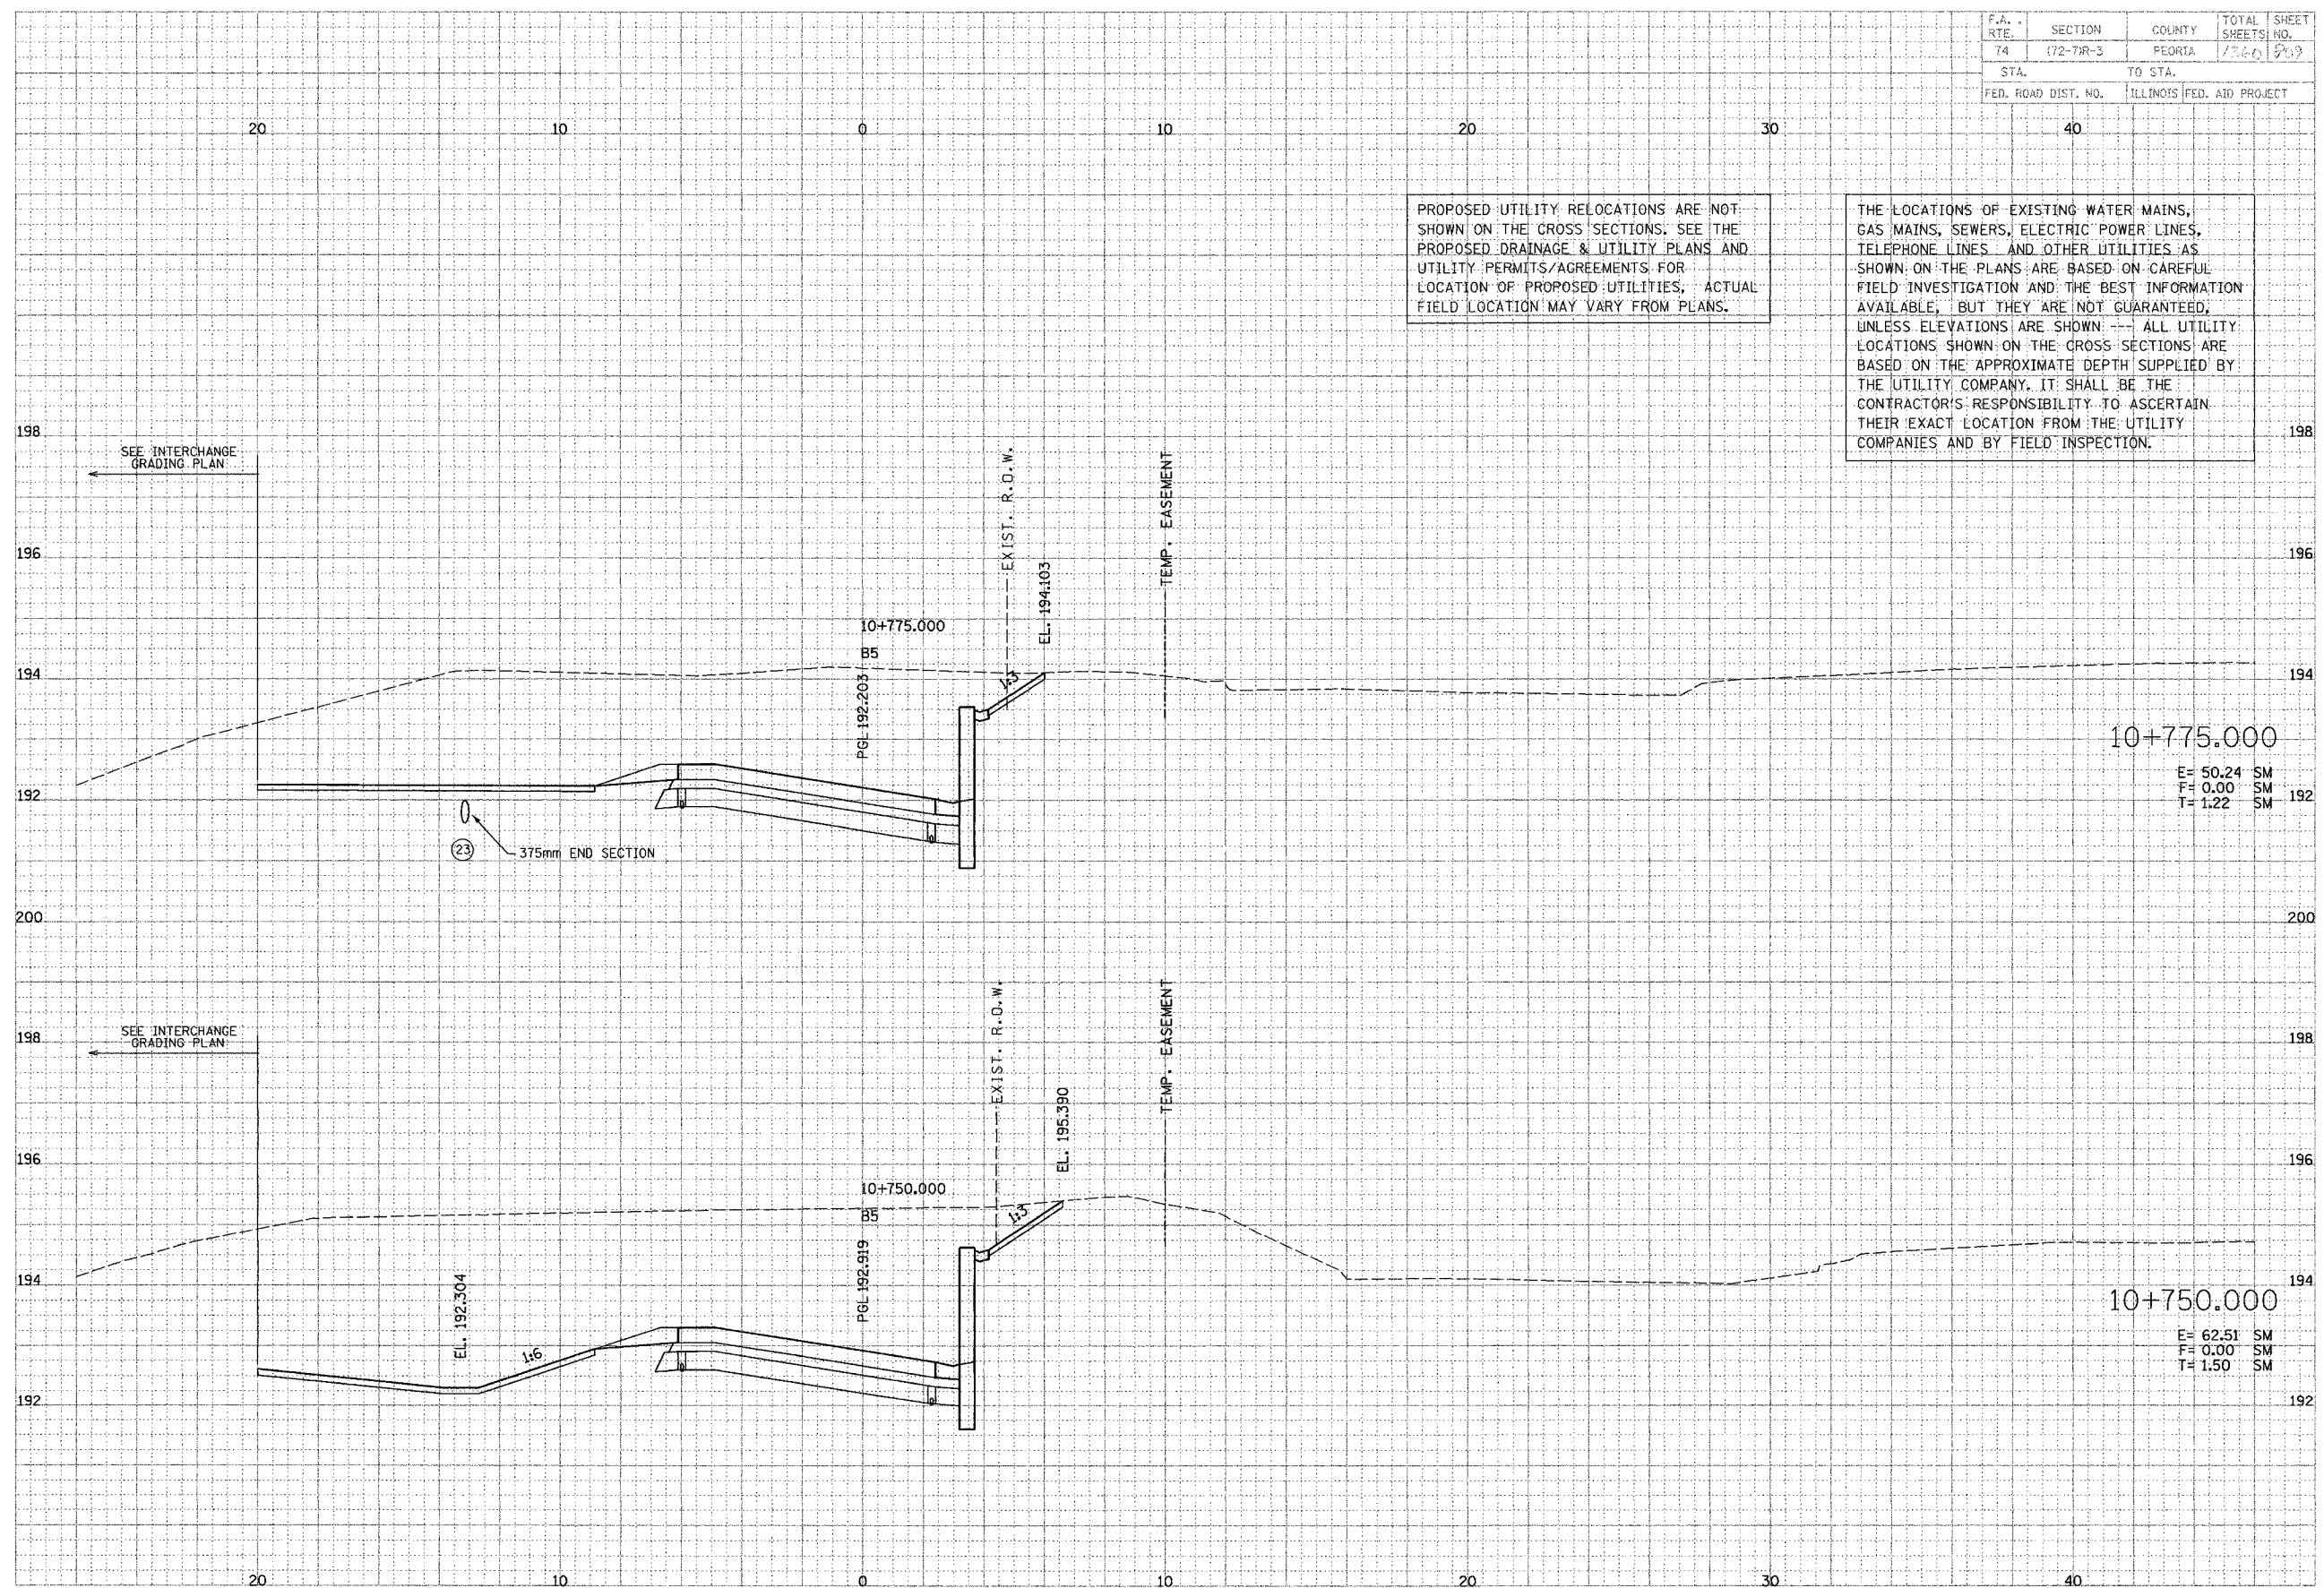 F.A. . RTE. SECTION COUNTY TOTAL SHEETS SHEET NO.
74 (72-7)R-3 PEORIA 1360 809
STA. TO STA.
FED. ROAD DIST. NO. ILLINOIS FED. AID PROJECT
20 10 0 10 20 30 40
PROPOSED UTILITY RELOCATIONS ARE NOT
SHOWN ON THE CROSS SECTIONS. SEE THE
PROPOSED DRAINAGE & UTILITY PLANS AND
UTILITY PERMITS/AGREEMENTS FOR
LOCATION OF PROPOSED UTILITIES, ACTUAL
FIELD LOCATION MAY VARY FROM PLANS.
THE LOCATIONS OF EXISTING WATER MAINS,
GAS MAINS, SEWERS, ELECTRIC POWER LINES,
TELEPHONE LINES AND OTHER UTILITIES AS
SHOWN ON THE PLANS ARE BASED ON CAREFUL
FIELD INVESTIGATION AND THE BEST INFORMATION
AVAILABLE, BUT THEY ARE NOT GUARANTEED,
UNLESS ELEVATIONS ARE SHOWN --- ALL UTILITY
LOCATIONS SHOWN ON THE CROSS SECTIONS ARE
BASED ON THE APPROXIMATE DEPTH SUPPLIED BY
THE UTILITY COMPANY. IT SHALL BE THE
CONTRACTOR'S RESPONSIBILITY TO ASCERTAIN
THEIR EXACT LOCATION FROM THE UTILITY
COMPANIES AND BY FIELD INSPECTION.
198 198
SEE INTERCHANGE
GRADING PLAN
EXIST. R.O.W.
TEMP. EASEMENT
196 196
EL. 194.103
10+775.000
B5
194 194
1:3
PGL 192.203
10+775.000
E= 50.24 SM
F= 0.00 SM
T= 1.22 SM
192 192
23
375mm END SECTION
200 200
198 198
SEE INTERCHANGE
GRADING PLAN
EXIST. R.O.W.
TEMP. EASEMENT
196 196
EL. 195.390
10+750.000
B5
1:3
PGL 192.919
194 194
EL. 192.304
1:6
10+750.000
E= 62.51 SM
F= 0.00 SM
T= 1.50 SM
192 192
20 10 0 10 20 30 40